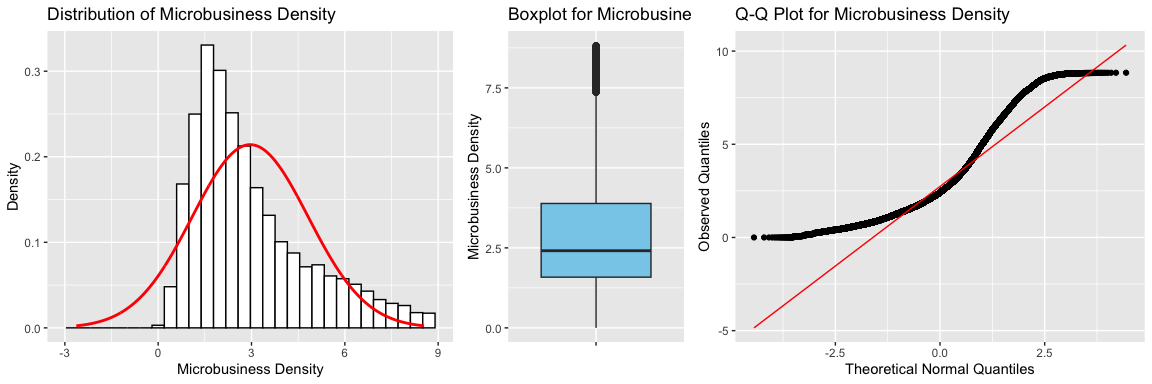 Distribution of Microbusiness Density
0.3
0.2
0.1
0.0
Density
-3 0 3 6 9
Microbusiness Density
Boxplot for Microbusine
7.5
5.0
2.5
0.0
Microbusiness Density
Q-Q Plot for Microbusiness Density
10
5
0
-5
Observed Quantiles
-2.5 0.0 2.5
Theoretical Normal Quantiles